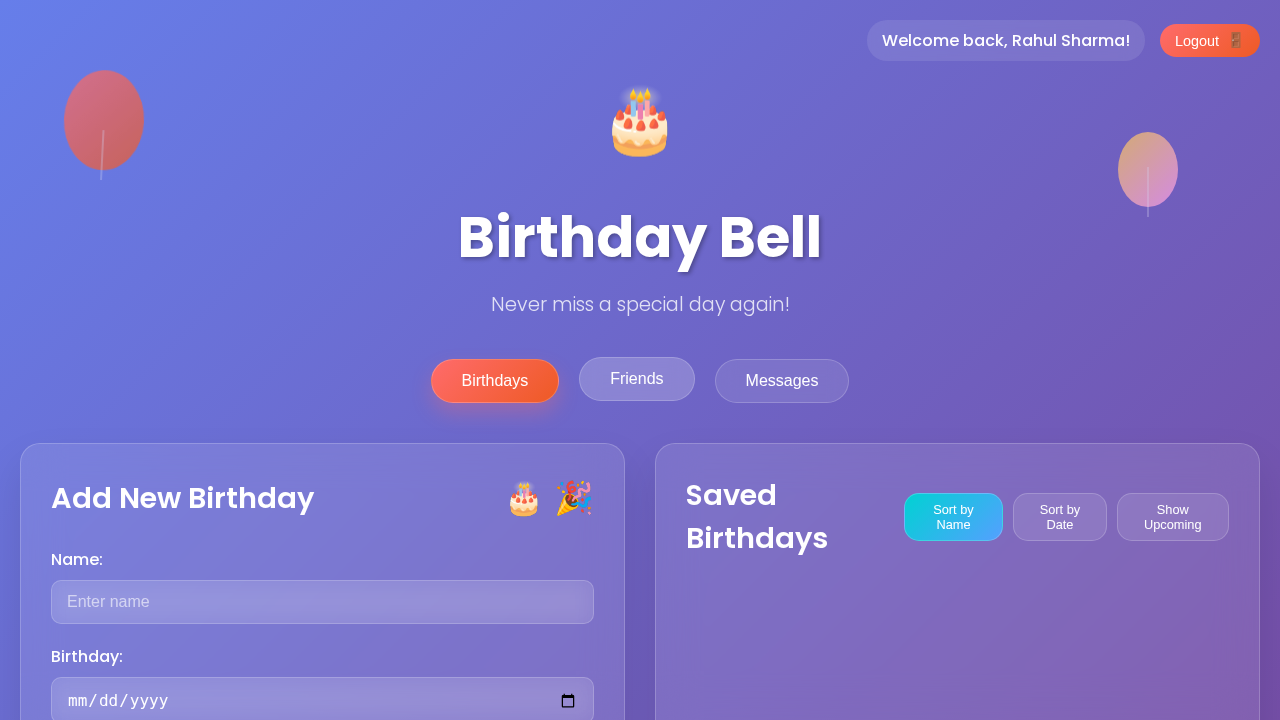 Welcome back, Rahul Sharma!
Logout
Birthday Bell
Never miss a special day again!
Birthdays
Friends
Messages
Add New Birthday
Name:
Enter name
Birthday:
mm/dd/yyyy
Saved
Birthdays
Sort by
Name
Sort by
Date
Show
Upcoming